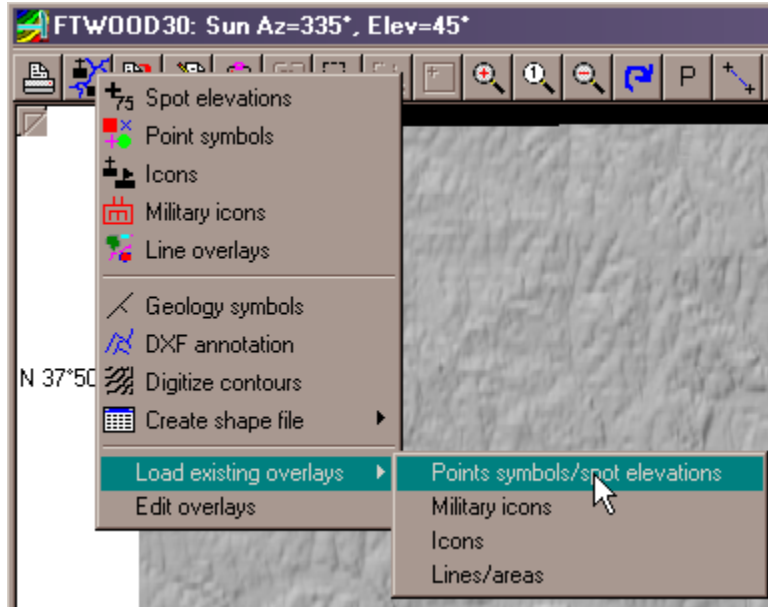 FTWOOD30: Sun Az=335°, Elev=45°
1
P
75 Spot elevations
Point symbols
Icons
Military icons
Line overlays
Geology symbols
DXF annotation
N 37°50
Digitize contours
Create shape file
Load existing overlays
Edit overlays
Points symbols/spot elevations
Military icons
Icons
Lines/areas